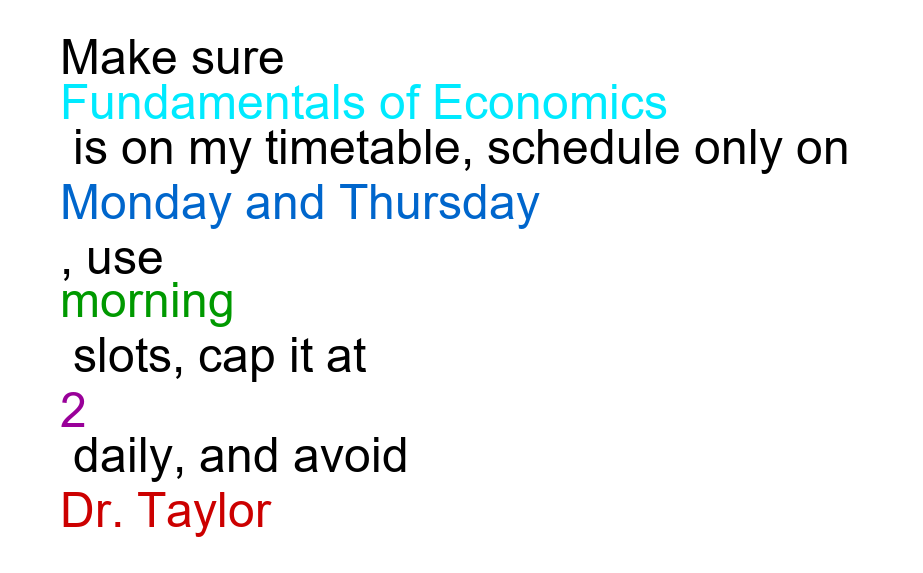 Make sure
Fundamentals of Economics
is on my timetable, schedule only on
Monday and Thursday
, use
morning
slots, cap it at
2
daily, and avoid
Dr. Taylor